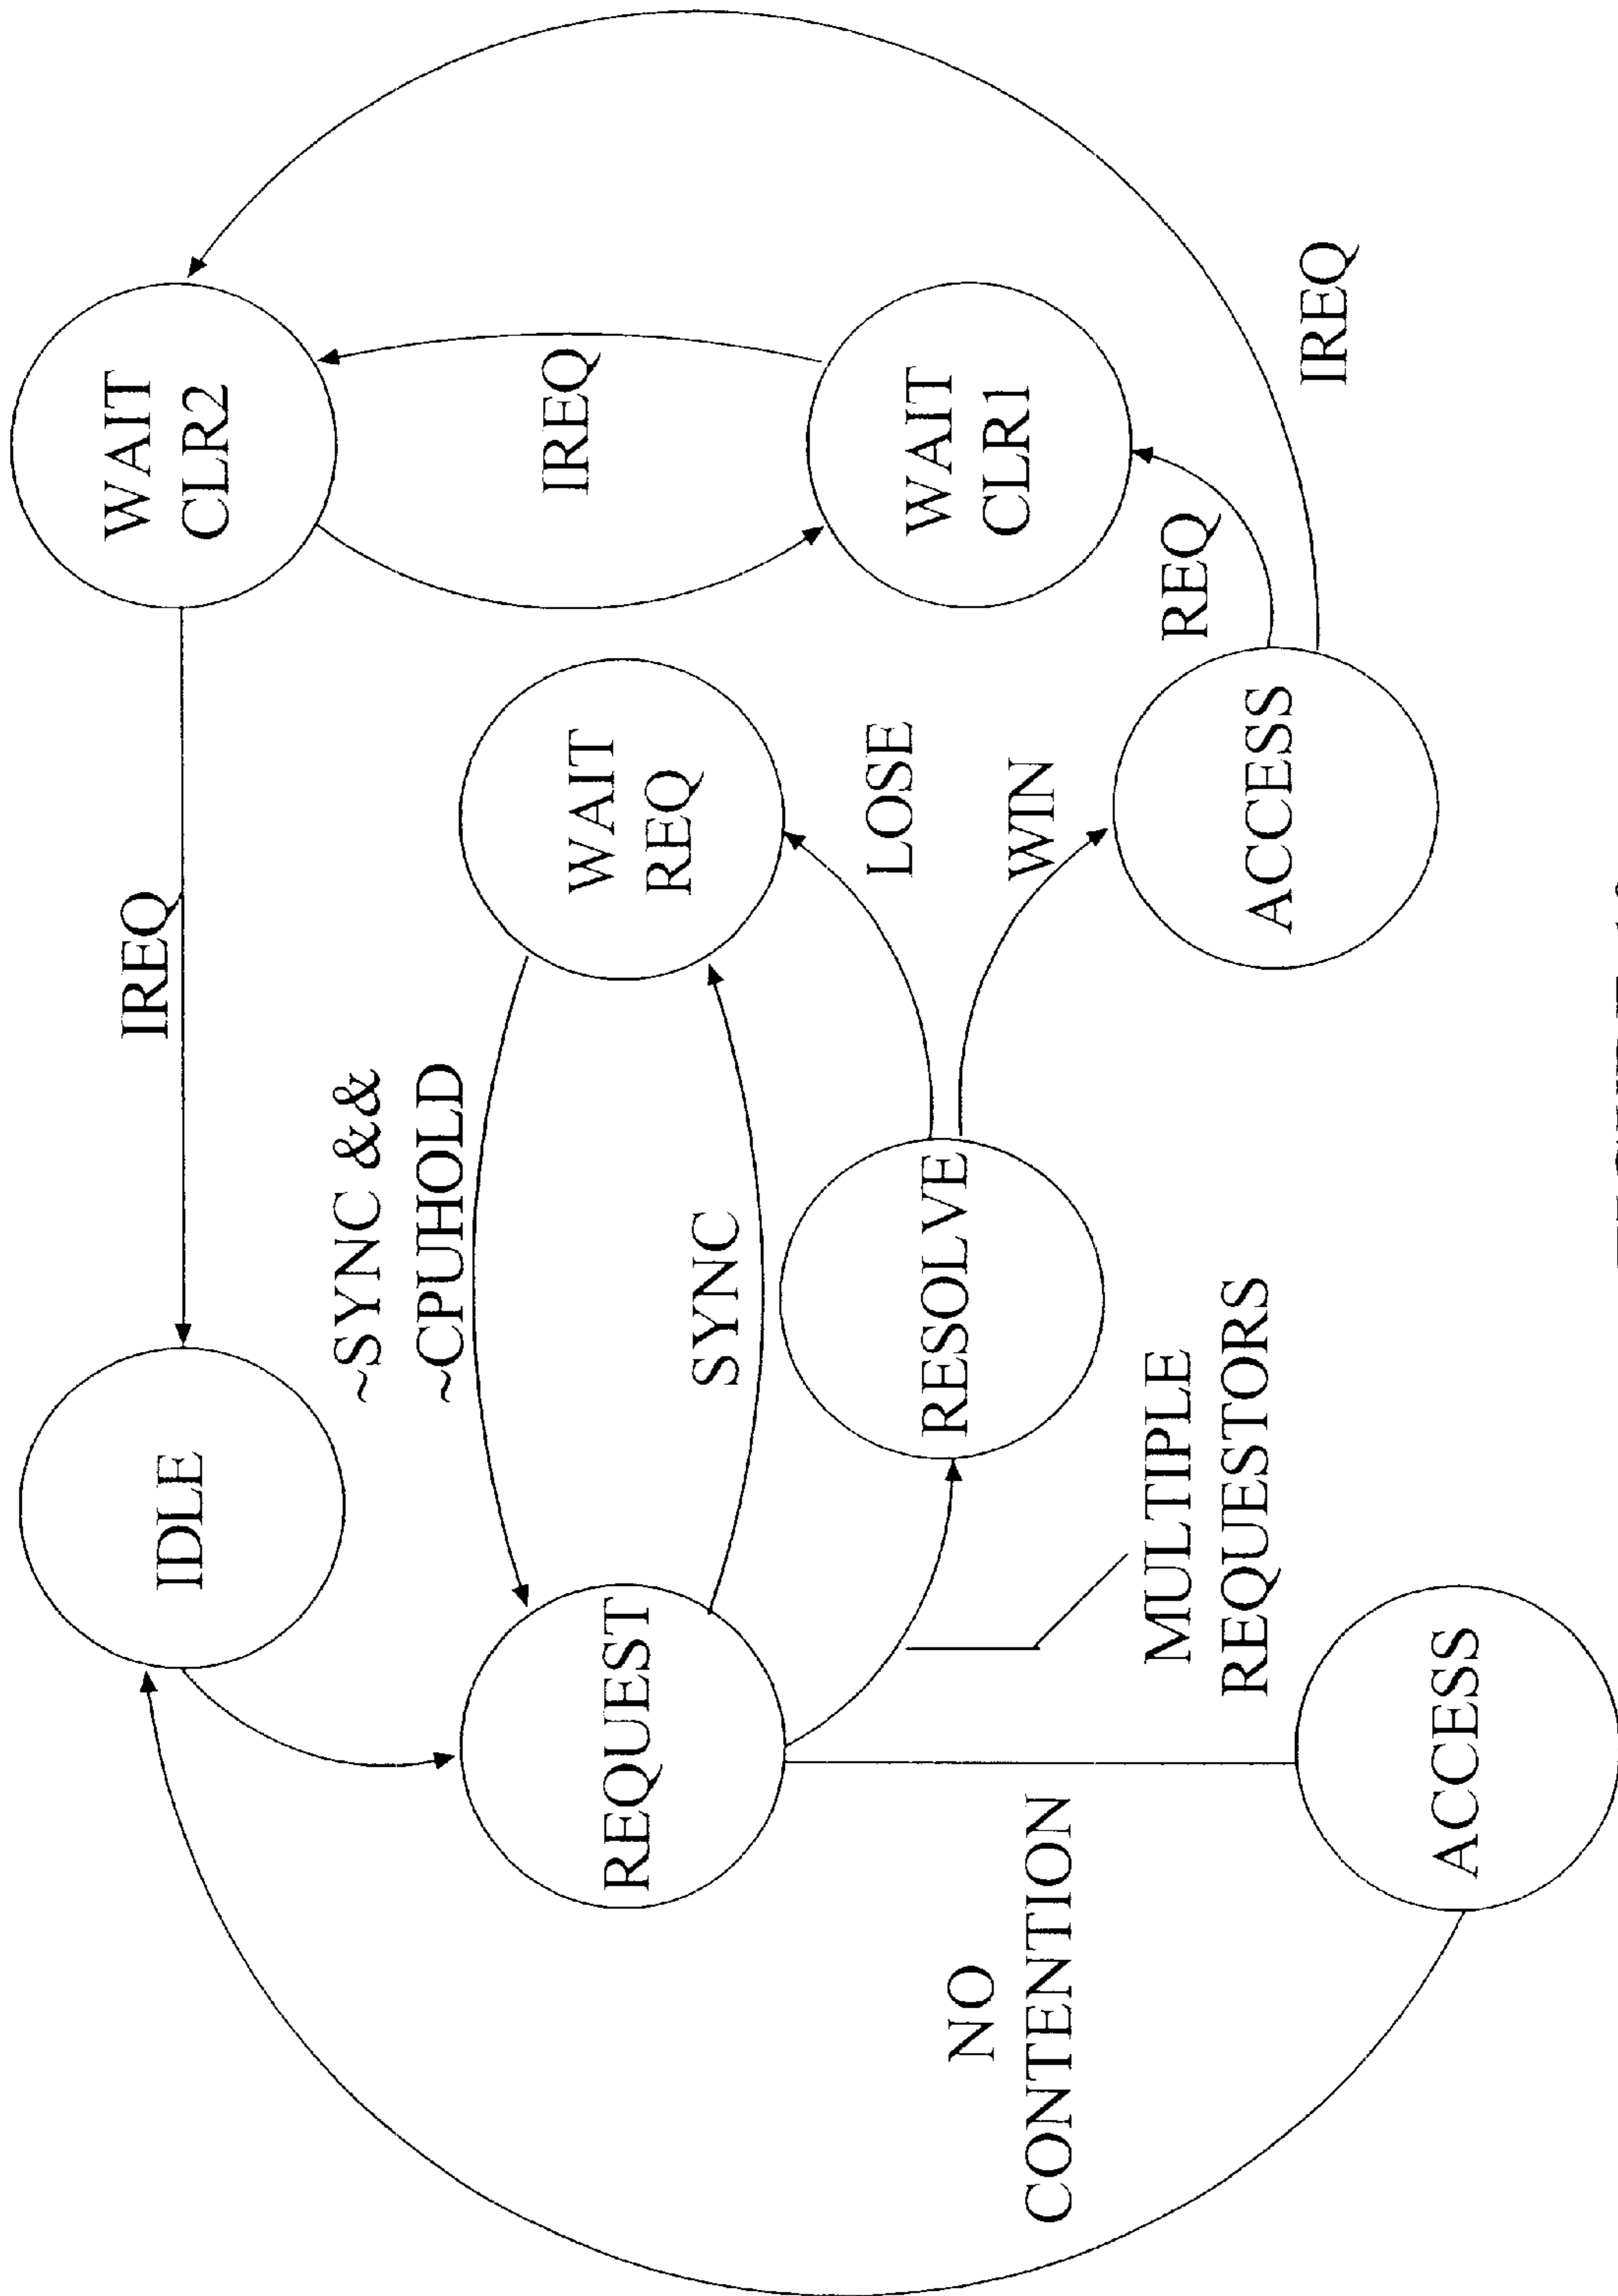 IDLE
IREQ
WAIT
CLR2
~SYNC &&
~CPUHOLD
REQUEST
WAIT
REQ
IREQ
SYNC
NO
CONTENTION
RESOLVE
LOSE
WAIT
CLR1
WIN
MULTIPLE
REQUESTORS
REQ
ACCESS
ACCESS
IREQ